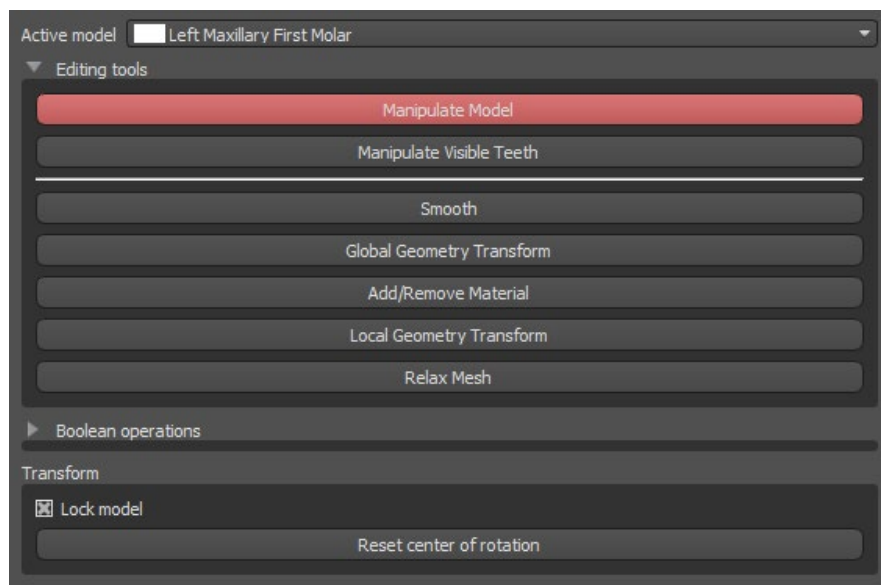 Active model Left Maxillary First Molar
Editing tools
Manipulate Model
Manipulate Visible Teeth
Smooth
Global Geometry Transform
Add/Remove Material
Local Geometry Transform
Relax Mesh
Boolean operations
Transform
Lock model
Reset center of rotation